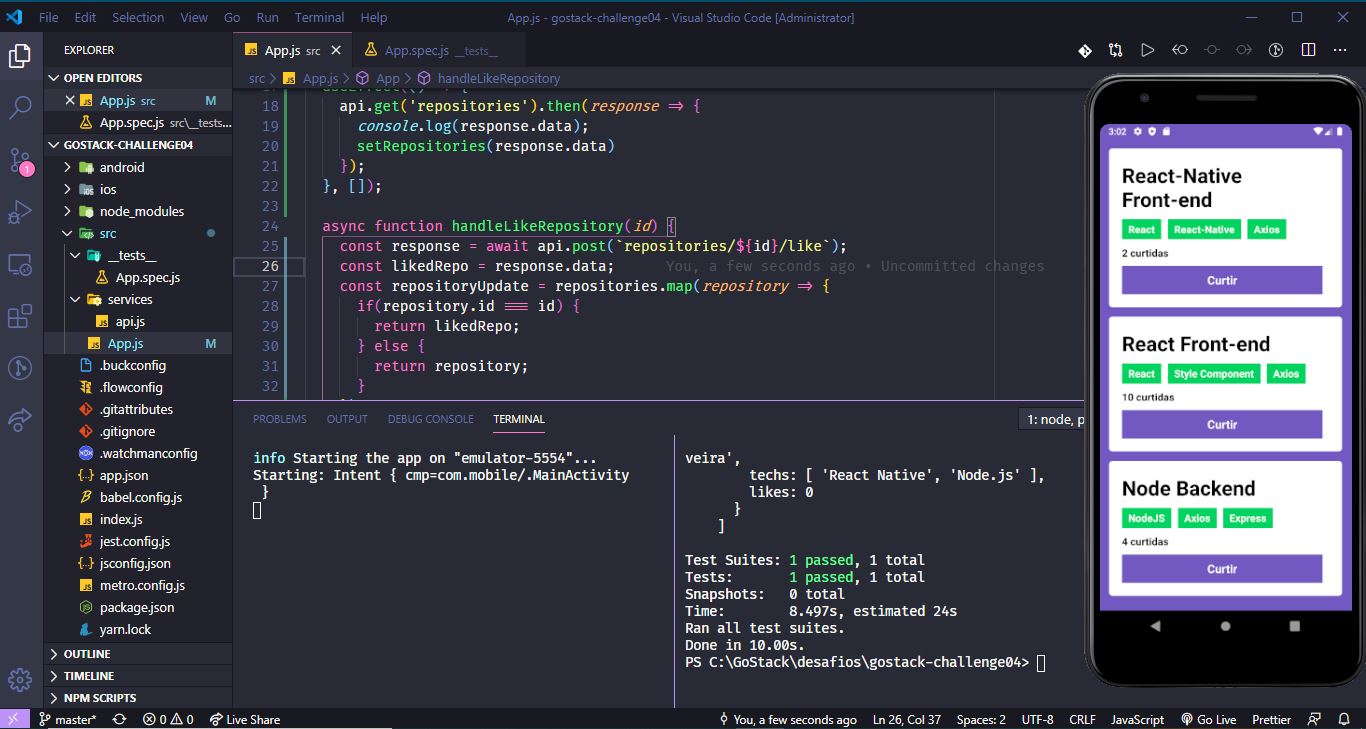 File Edit Selection View Go Run Terminal Help
App.js - gostack-challenge04 - Visual Studio Code [Administrator]
EXPLORER
OPEN EDITORS
App.js src M
App.spec.js src\__tests...
GOSTACK-CHALLENGE04
android
ios
node_modules
src
__tests__
App.spec.js
services
api.js
App.js M
.buckconfig
.flowconfig
.gitattributes
.gitignore
.watchmanconfig
app.json
babel.config.js
index.js
jest.config.js
jsconfig.json
metro.config.js
package.json
yarn.lock
OUTLINE
TIMELINE
NPM SCRIPTS
1
App.js src
App.spec.js __tests__
src > App.js > App > handleLikeRepository
18 api.get('repositories').then(response => {
19 console.log(response.data);
20 setRepositories(response.data)
21 });
22 }, []);
23
24 async function handleLikeRepository(id) {
25 const response = await api.post(`repositories/${id}/like`);
26 const likedRepo = response.data; You, a few seconds ago • Uncommitted changes
27 const repositoryUpdate = repositories.map(repository => {
28 if(repository.id === id) {
29 return likedRepo;
30 } else {
31 return repository;
32 }
PROBLEMS OUTPUT DEBUG CONSOLE TERMINAL
1: node, p
info Starting the app on "emulator-5554"...
Starting: Intent { cmp=com.mobile/.MainActivity
}
veira',
techs: [ 'React Native', 'Node.js' ],
likes: 0
}
]
Test Suites: 1 passed, 1 total
Tests: 1 passed, 1 total
Snapshots: 0 total
Time: 8.497s, estimated 24s
Ran all test suites.
Done in 10.00s.
PS C:\GoStack\desafios\gostack-challenge04>
3:02
React-Native
Front-end
React React-Native Axios
2 curtidas
Curtir
React Front-end
React Style Component Axios
10 curtidas
Curtir
Node Backend
NodeJS Axios Express
4 curtidas
Curtir
master* 0 0 Live Share
You, a few seconds ago Ln 26, Col 37 Spaces: 2 UTF-8 CRLF JavaScript Go Live Prettier